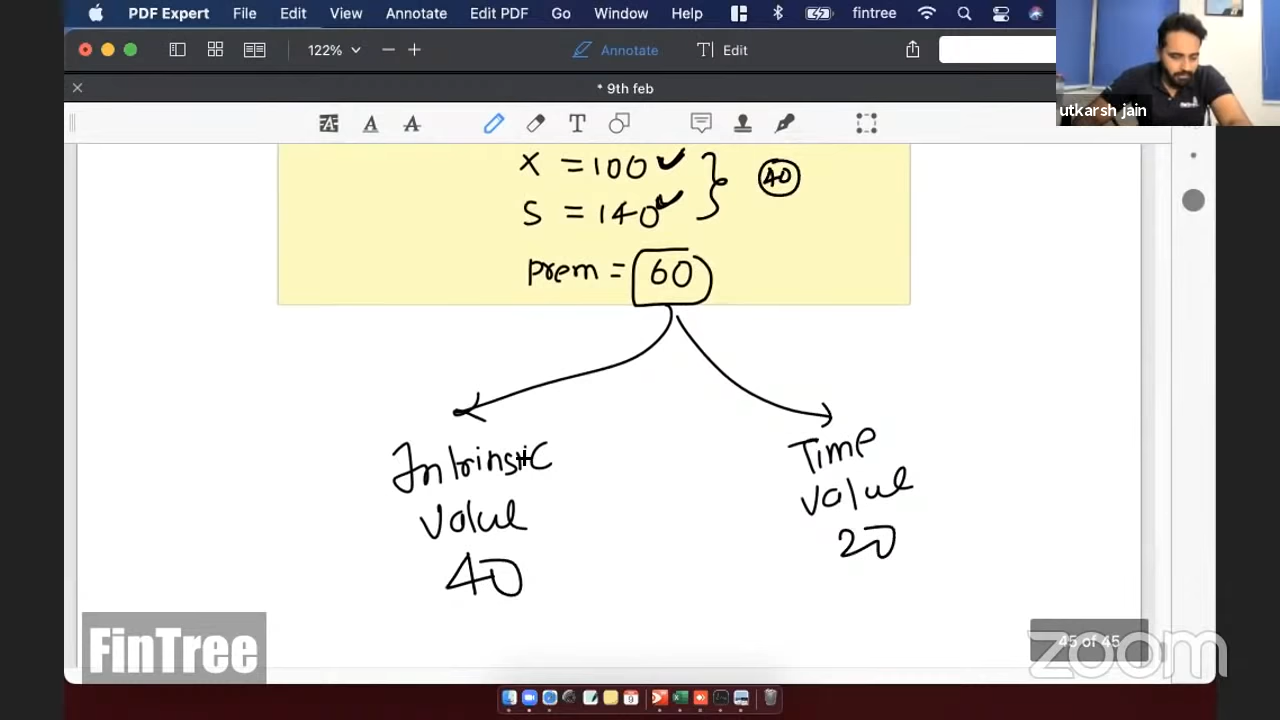 PDF Expert File Edit View Annotate Edit PDF Go Window Help fintree
122% Annotate T Edit
* 9th feb
utkarsh jain
X = 100
40
S = 140
prem = 60
Intrinsic
value
40
Time
value
20
FinTree
45 of 45
zoom